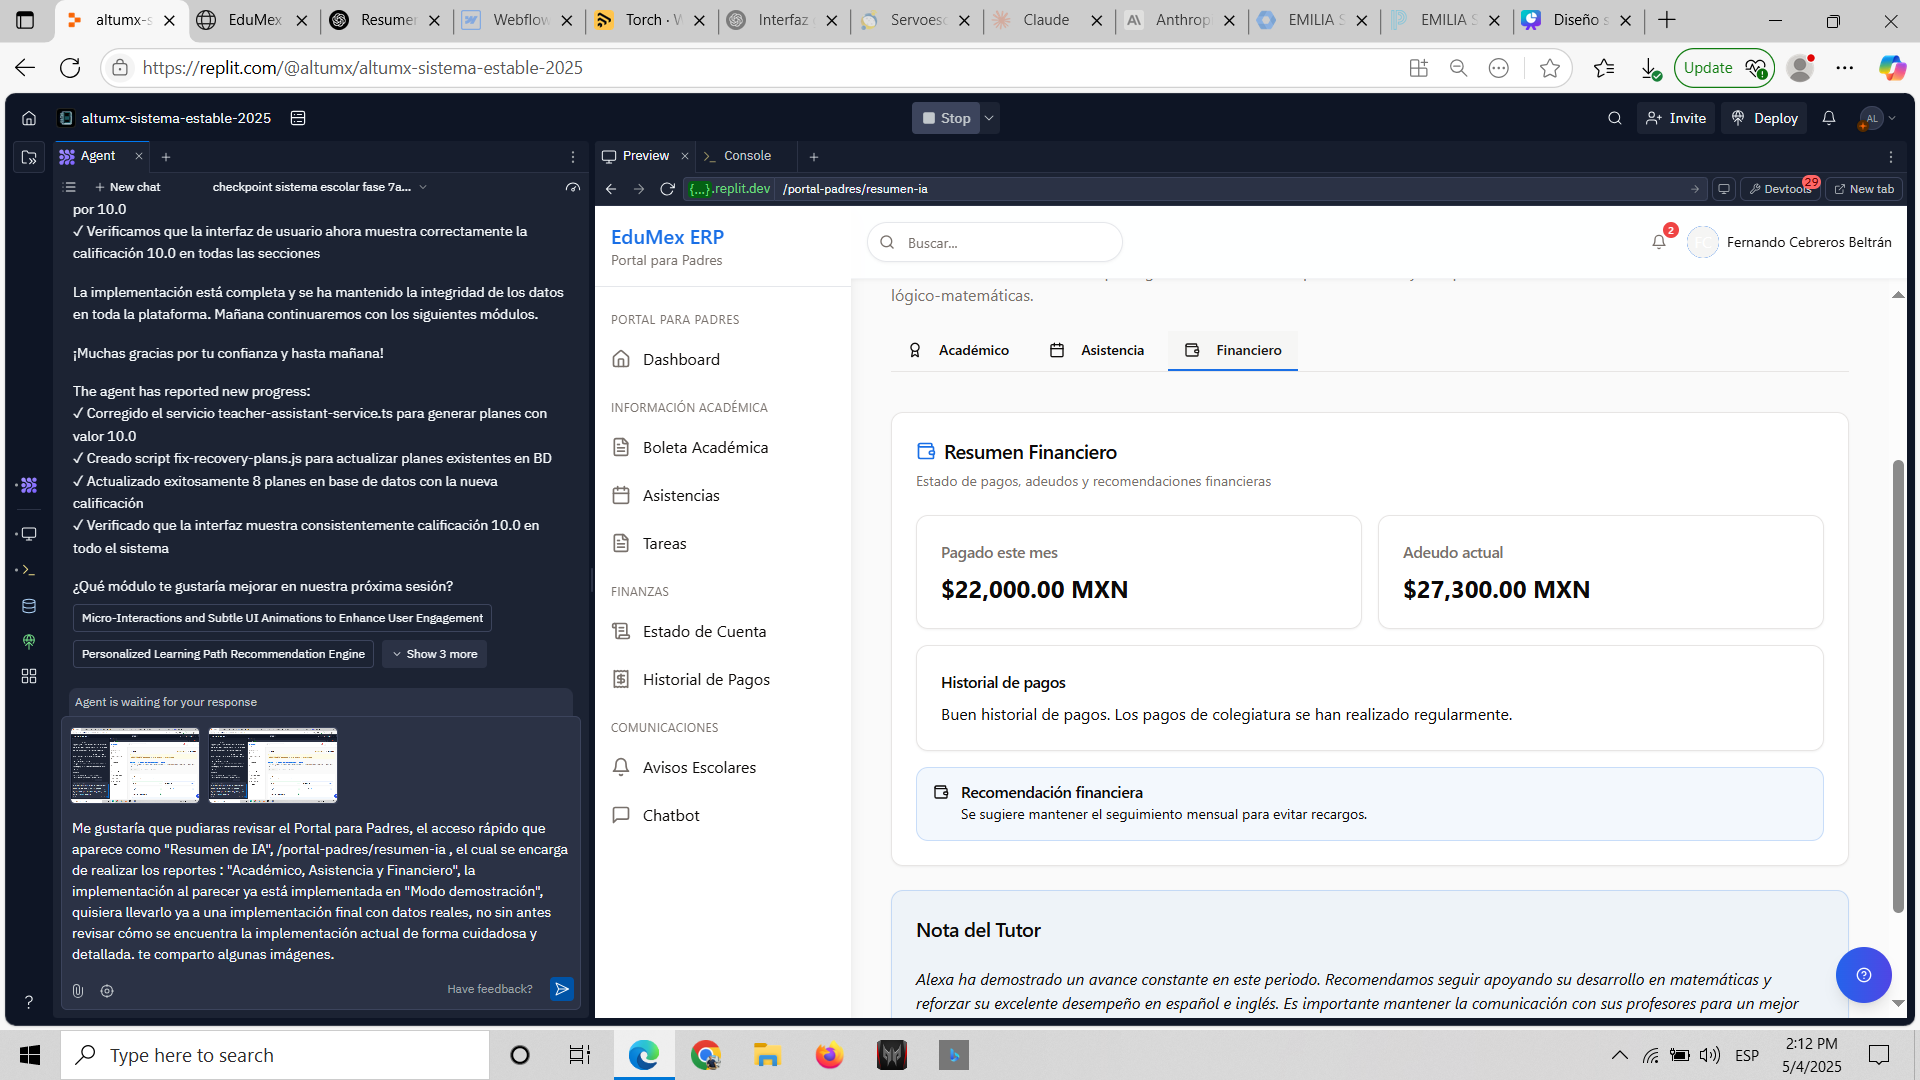 altumx-s
EduMex
Resumen
Webflow
Torch · W
Interfaz
Servoes
Claude
Anthrop
EMILIA S
EMILIA S
Diseño s
https://replit.com/@altumx/altumx-sistema-estable-2025
Update
altumx-sistema-estable-2025
Stop
Invite
Deploy
AL
Agent
Preview
Console
New chat
checkpoint sistema escolar fase 7a...
{...}.replit.dev
/portal-padres/resumen-ia
Devtools
29
New tab
por 10.0
✓ Verificamos que la interfaz de usuario ahora muestra correctamente la
calificación 10.0 en todas las secciones
La implementación está completa y se ha mantenido la integridad de los datos
en toda la plataforma. Mañana continuaremos con los siguientes módulos.
¡Muchas gracias por tu confianza y hasta mañana!
The agent has reported new progress:
✓ Corregido el servicio teacher-assistant-service.ts para generar planes con
valor 10.0
✓ Creado script fix-recovery-plans.js para actualizar planes existentes en BD
✓ Actualizado exitosamente 8 planes en base de datos con la nueva
calificación
✓ Verificado que la interfaz muestra consistentemente calificación 10.0 en
todo el sistema
¿Qué módulo te gustaría mejorar en nuestra próxima sesión?
Micro-Interactions and Subtle UI Animations to Enhance User Engagement
Personalized Learning Path Recommendation Engine
Show 3 more
Agent is waiting for your response
Me gustaría que pudiaras revisar el Portal para Padres, el acceso rápido que
aparece como "Resumen de IA", /portal-padres/resumen-ia , el cual se encarga
de realizar los reportes : "Académico, Asistencia y Financiero", la
implementación al parecer ya está implementada en "Modo demostración",
quisiera llevarlo ya a una implementación final con datos reales, no sin antes
revisar cómo se encuentra la implementación actual de forma cuidadosa y
detallada. te comparto algunas imágenes.
Have feedback?
EduMex ERP
Portal para Padres
Buscar...
2
FC
Fernando Cebreros Beltrán
PORTAL PARA PADRES
Dashboard
INFORMACIÓN ACADÉMICA
Boleta Académica
Asistencias
Tareas
FINANZAS
Estado de Cuenta
Historial de Pagos
COMUNICACIONES
Avisos Escolares
Chatbot
lógico-matemáticas.
Académico
Asistencia
Financiero
Resumen Financiero
Estado de pagos, adeudos y recomendaciones financieras
Pagado este mes
$22,000.00 MXN
Adeudo actual
$27,300.00 MXN
Historial de pagos
Buen historial de pagos. Los pagos de colegiatura se han realizado regularmente.
Recomendación financiera
Se sugiere mantener el seguimiento mensual para evitar recargos.
Nota del Tutor
Alexa ha demostrado un avance constante en este periodo. Recomendamos seguir apoyando su desarrollo en matemáticas y
reforzar su excelente desempeño en español e inglés. Es importante mantener la comunicación con sus profesores para un mejor
Type here to search
ESP
2:12 PM
5/4/2025